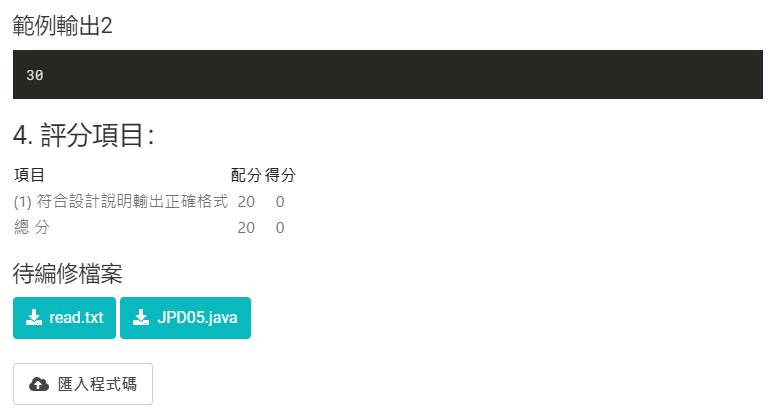 範例輸出2
30
4. 評分項目：
項目 配分 得分
(1) 符合設計說明輸出正確格式 20 0
總 分 20 0
待編修檔案
read.txt JPD05.java
匯入程式碼